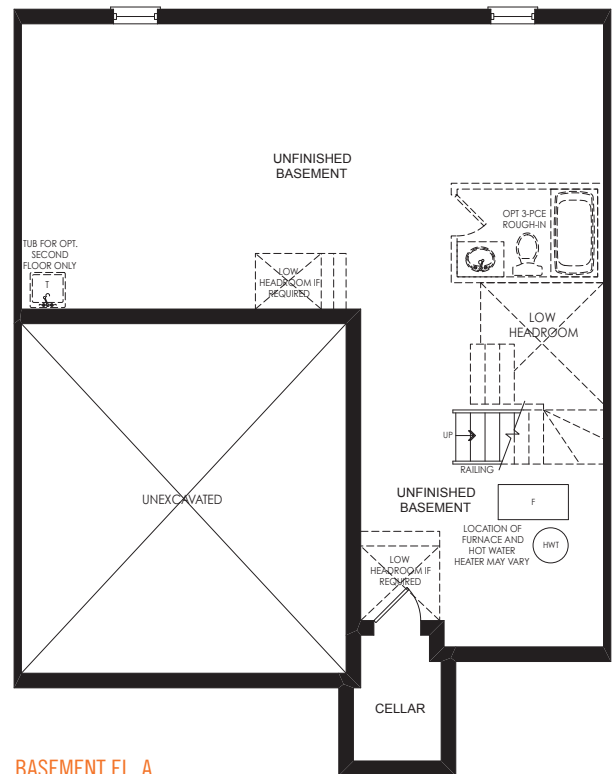 UNFINISHED
BASEMENT
OPT 3-PCE
ROUGH-IN
TUB FOR OPT.
SECOND
FLOOR ONLY
T
LOW
HEADROOM IF
REQUIRED
LOW
HEADROOM
UP
RAILING
UNEXCAVATED
UNFINISHED
BASEMENT
F
LOCATION OF
FURNACE AND
HOT WATER
HEATER MAY VARY
HWT
LOW
HEADROOM IF
REQUIRED
CELLAR
BASEMENT EL. A